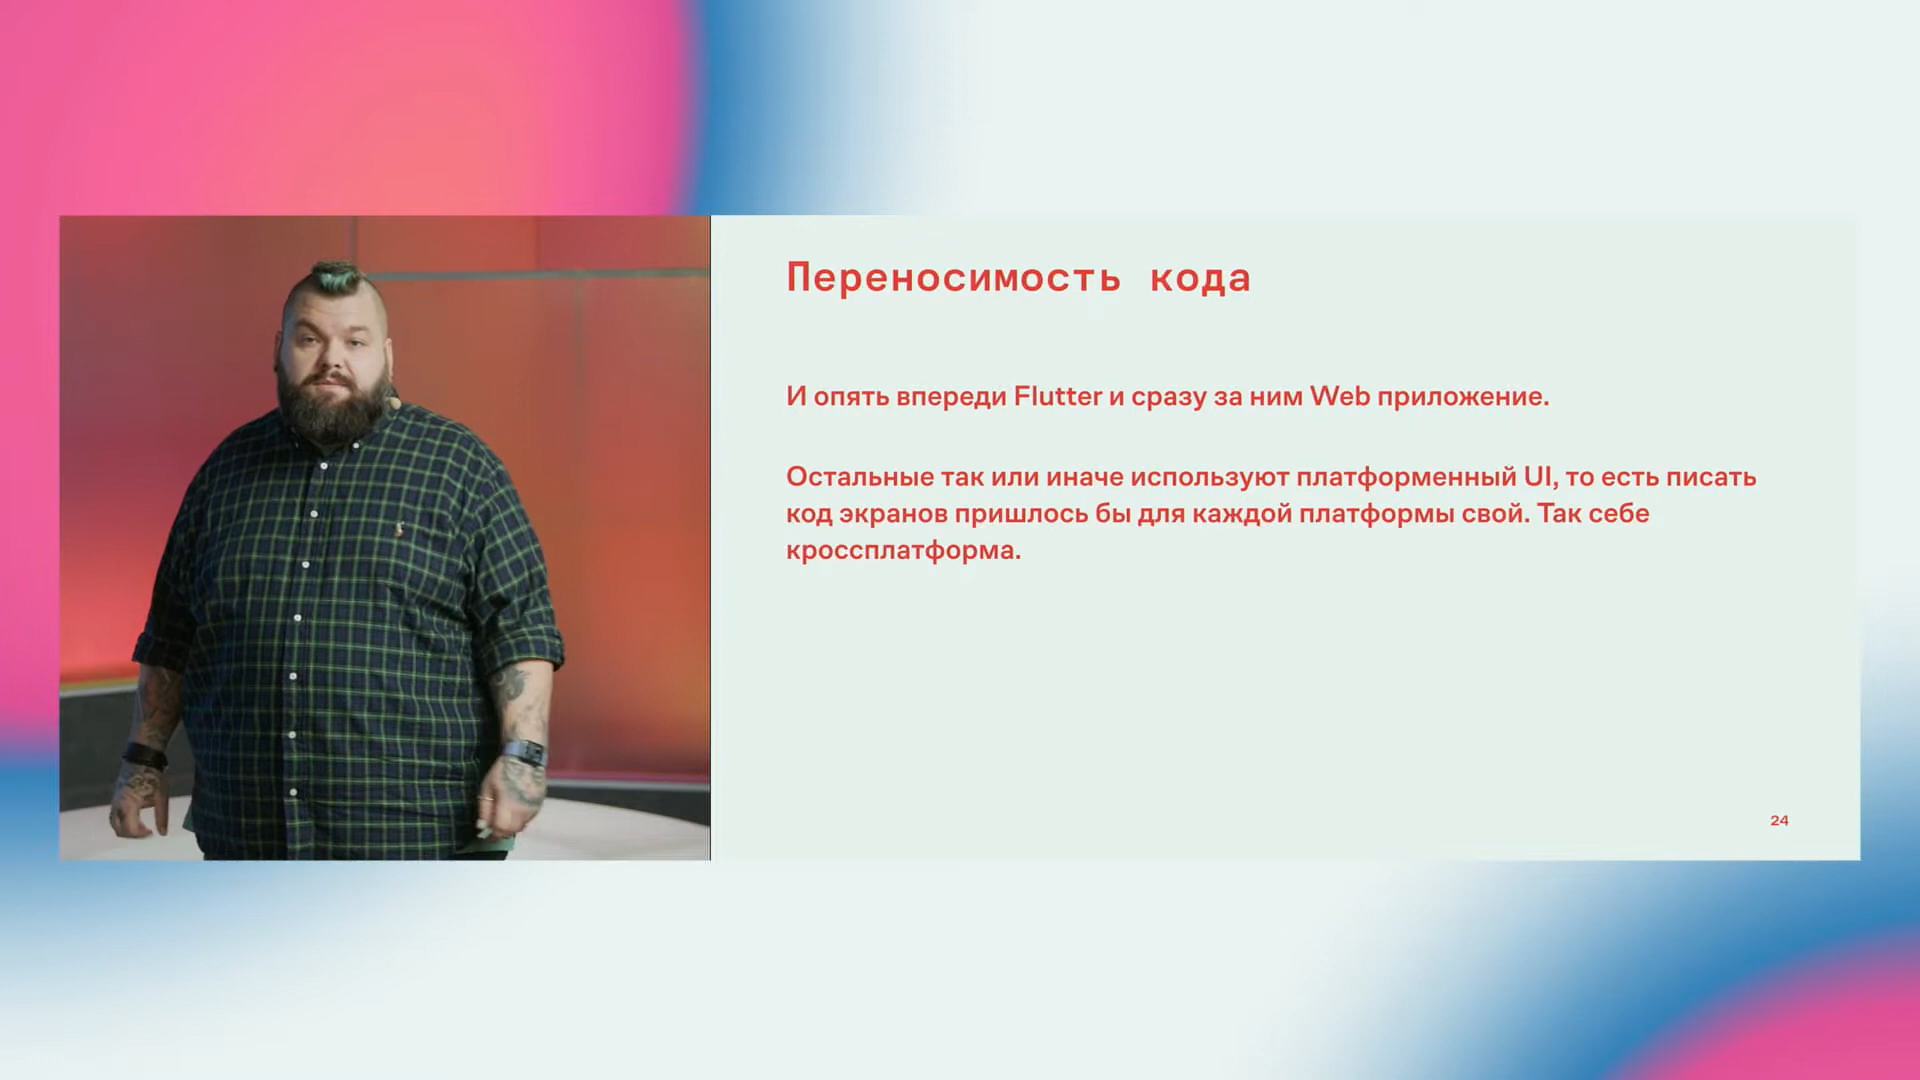 Переносимость кода
И опять впереди Flutter и сразу за ним Web приложение.
Остальные так или иначе используют платформенный UI, то есть писать
код экранов пришлось бы для каждой платформы свой. Так себе
кроссплатформа.
24